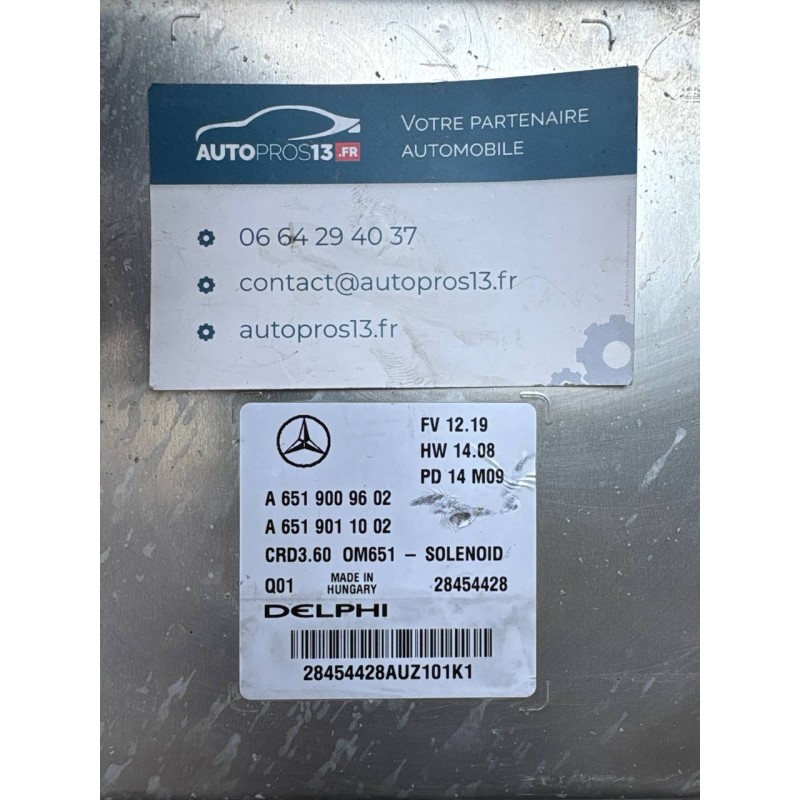 AUTOPROS13.FR
VOTRE PARTENAIRE
AUTOMOBILE
06 64 29 40 37
contact@autopros13.fr
autopros13.fr
FV 12.19
HW 14.08
PD 14 M09
A 651 900 96 02
A 651 901 10 02
CRD3.60 OM651 – SOLENOID
Q01 MADE IN HUNGARY 28454428
DELPHI
28454428AUZ101K1